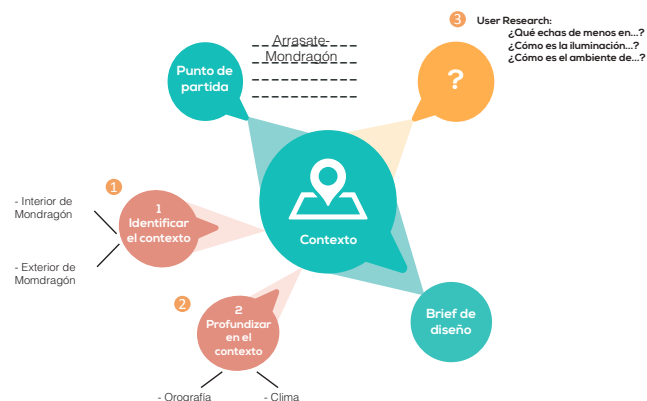 3
User Research:
¿Qué echas de menos en...?
¿Cómo es la iluminación...?
¿Cómo es el ambiente de...?
Arrasate-
Mondragón
Punto de
partida
?
1
1
Identificar
el contexto
- Interior de
Mondragón
- Exterior de
Momdragón
Contexto
2
2
Profundizar
en el
contexto
- Orografía
- Clima
Brief de
diseño